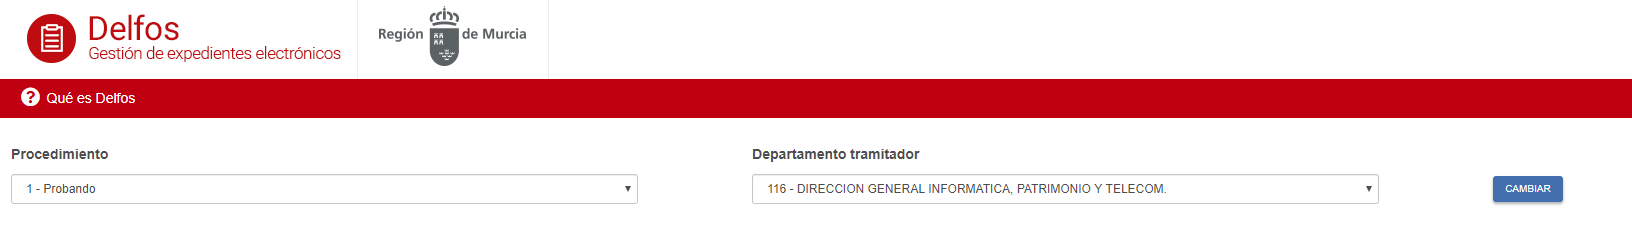 Delfos
Gestión de expedientes electrónicos
Región de Murcia
? Qué es Delfos
Procedimiento
Departamento tramitador
1 - Probando
116 - DIRECCION GENERAL INFORMATICA, PATRIMONIO Y TELECOM.
CAMBIAR